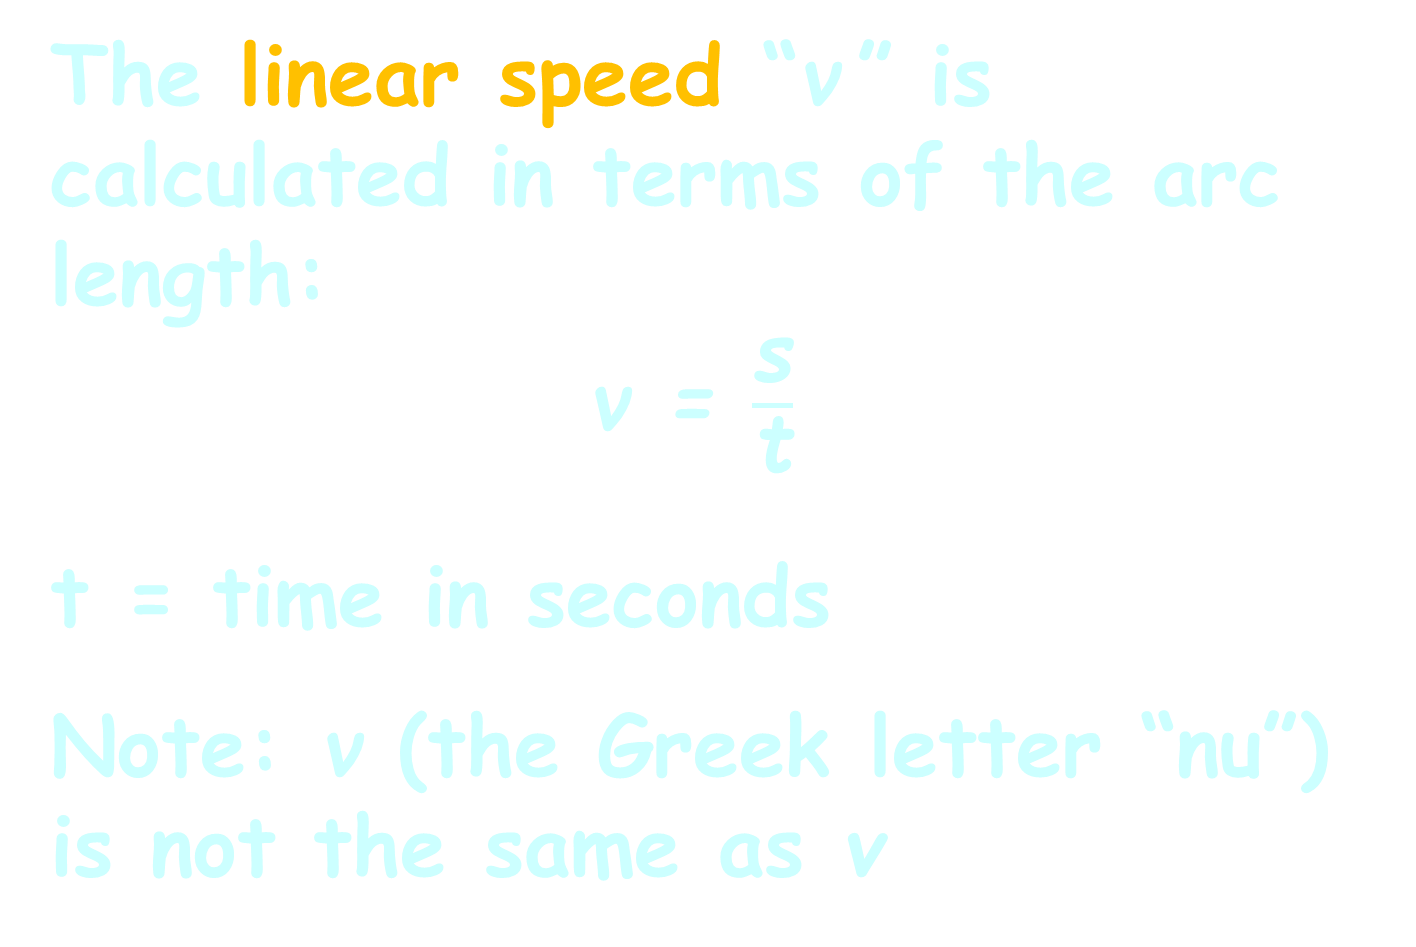 The linear speed “v” is
calculated in terms of the arc
length:
v = s/t
t = time in seconds
Note: v (the Greek letter “nu”)
is not the same as v